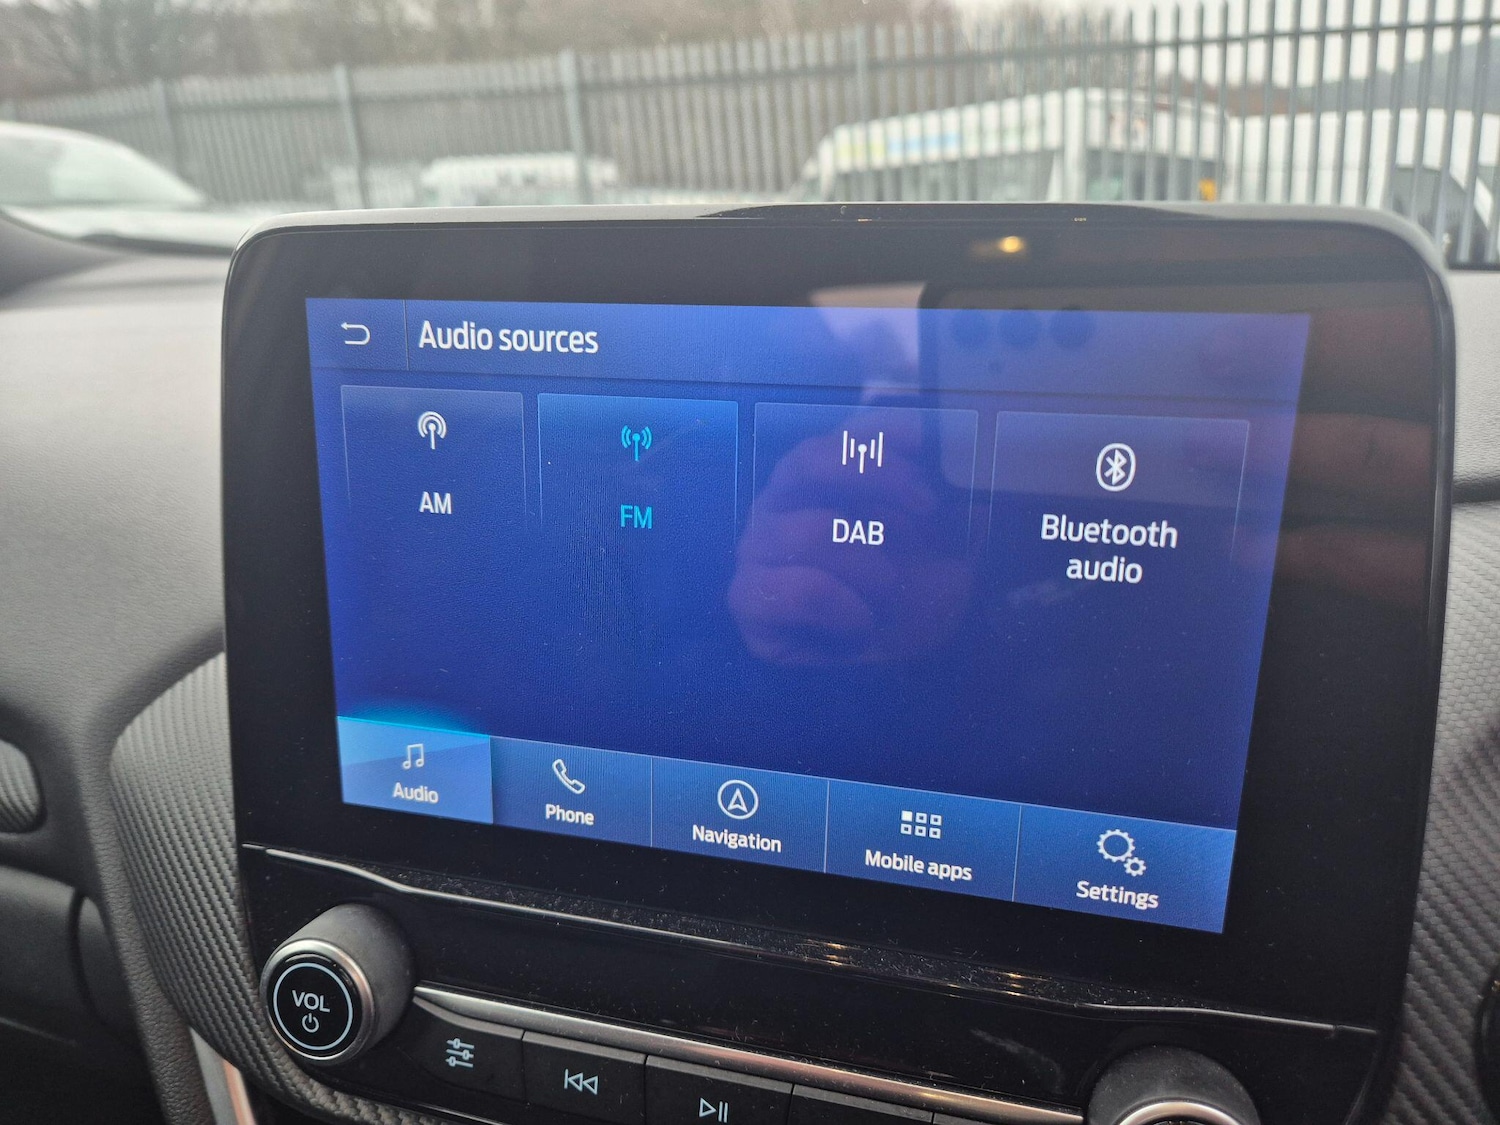 Audio sources
AM
FM
DAB
Bluetooth
audio
Audio
Phone
Navigation
Mobile apps
Settings
VOL